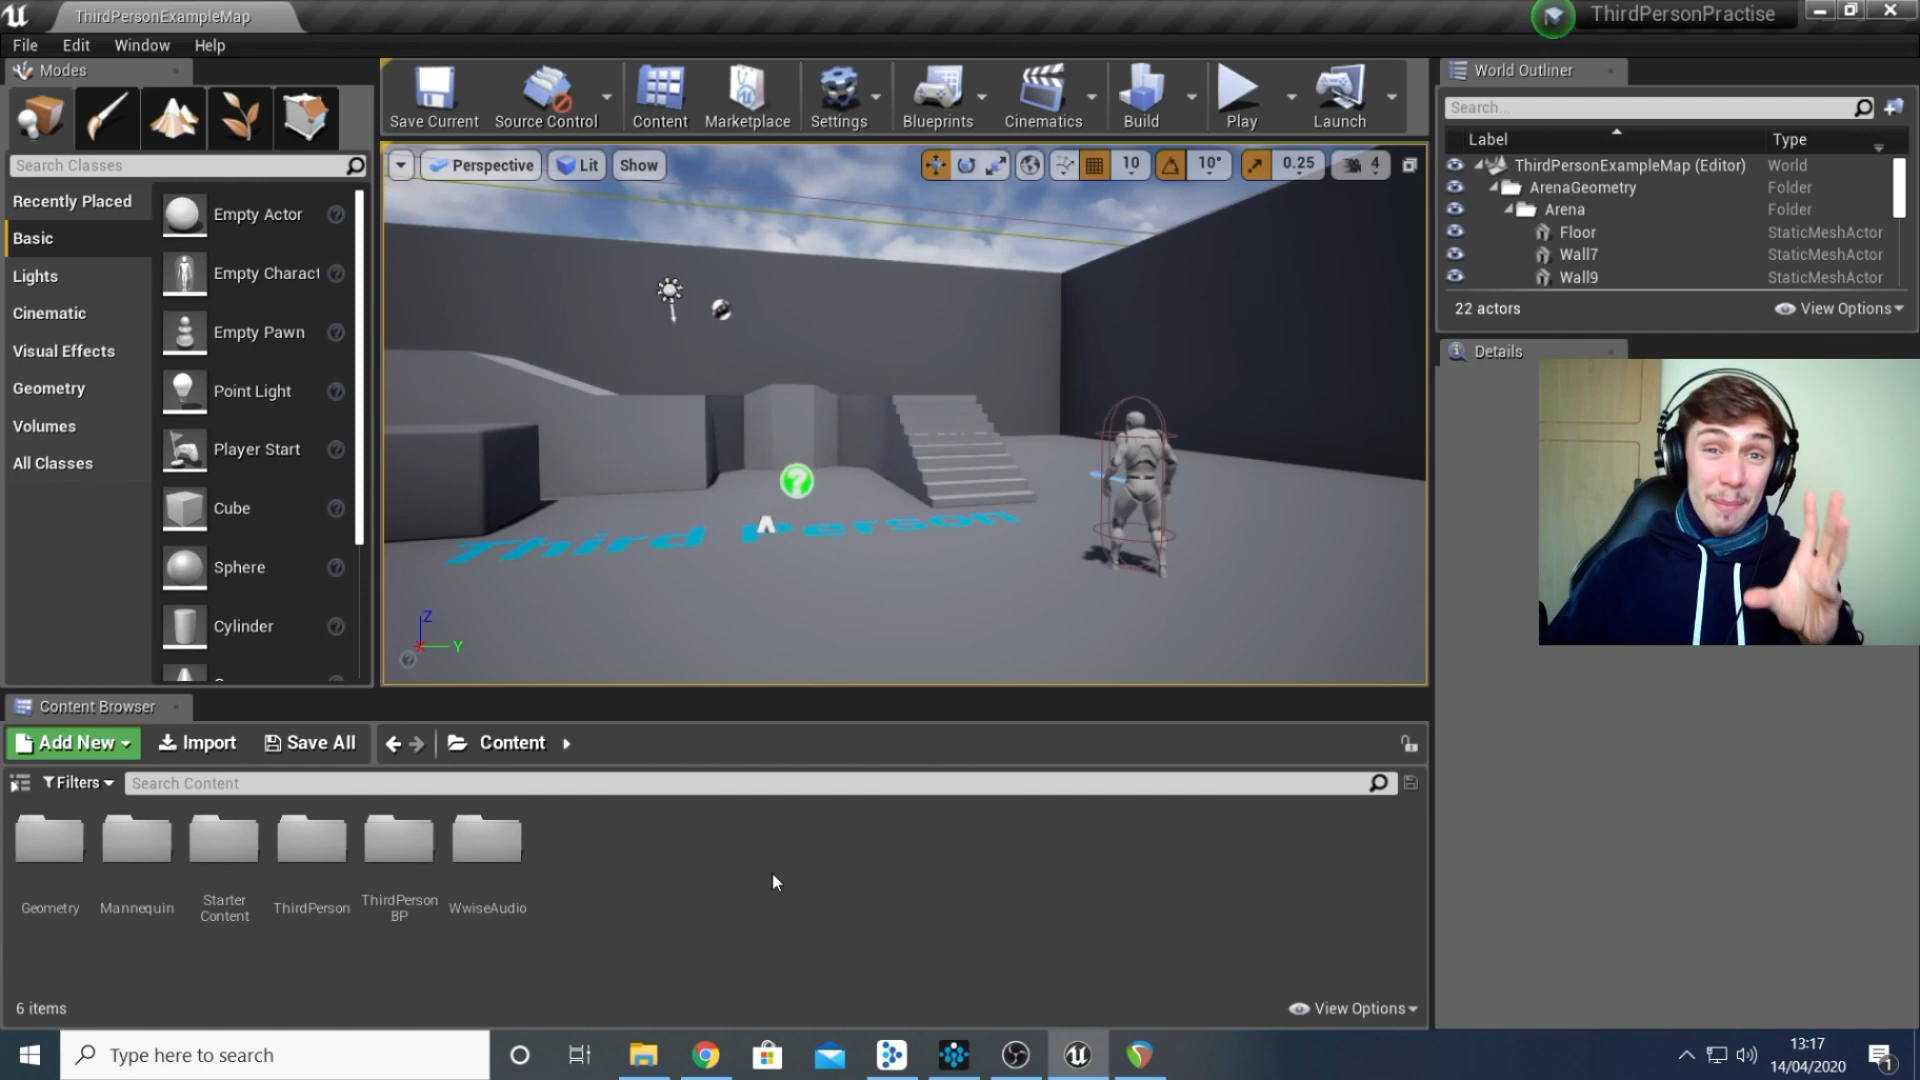 ThirdPersonExampleMap
ThirdPersonPractise
File Edit Window Help
Modes
Search Classes
Recently Placed
Basic
Lights
Cinematic
Visual Effects
Geometry
Volumes
All Classes
Empty Actor
Empty Charact
Empty Pawn
Point Light
Player Start
Cube
Sphere
Cylinder
Save Current Source Control Content Marketplace Settings Blueprints Cinematics Build Play Launch
Perspective Lit Show 10 10° 0.25 4
Third Person
Z
Y
World Outliner
Search...
Label Type
ThirdPersonExampleMap (Editor) World
ArenaGeometry Folder
Arena Folder
Floor StaticMeshActor
Wall7 StaticMeshActor
Wall9 StaticMeshActor
22 actors View Options
Details
Content Browser
Add New Import Save All Content
Filters Search Content
Geometry
Mannequin
Starter
Content
ThirdPerson
ThirdPerson
BP
WwiseAudio
6 items View Options
Type here to search
13:17
14/04/2020
1